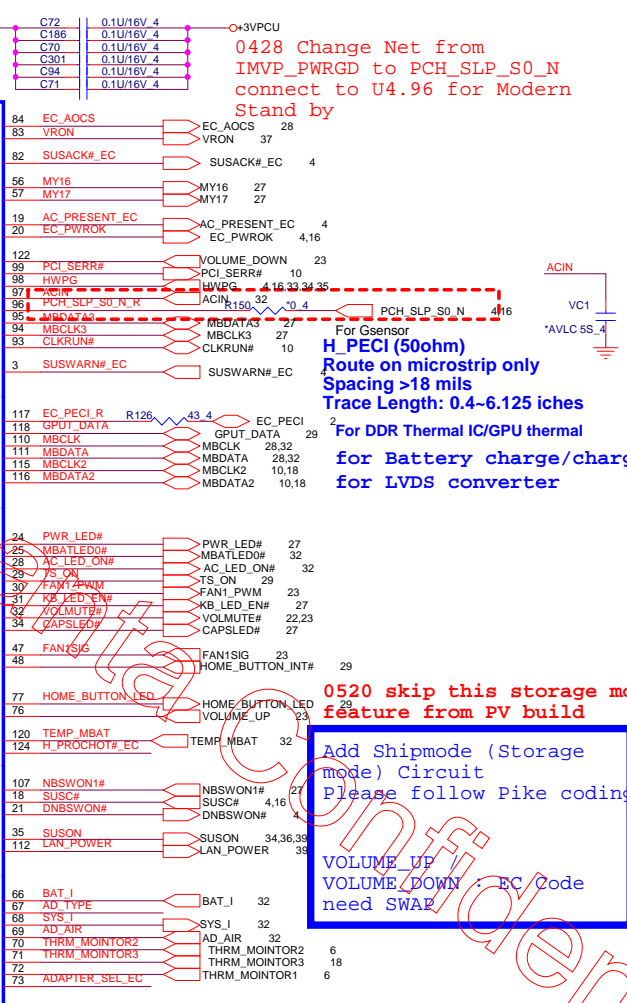 C72 0.1U/16V_4 +3VPCU
C186 0.1U/16V_4
C70 0.1U/16V_4
C301 0.1U/16V_4
C94 0.1U/16V_4
C71 0.1U/16V_4
0428 Change Net from
IMVP_PWRGD to PCH_SLP_S0_N
connect to U4.96 for Modern
Stand by
84 EC_AOCS EC_AOCS 28
83 VRON VRON 37
82 SUSACK#_EC SUSACK#_EC 4
56 MY16 MY16 27
57 MY17 MY17 27
19 AC_PRESENT_EC AC_PRESENT_EC 4
20 EC_PWROK EC_PWROK 4,16
122 VOLUME_DOWN 23
99 PCI_SERR# PCI_SERR# 10
98 HWPG HWPG 4,16,33,34,35
97 ACIN ACIN 32
96 PCH_SLP_S0_N_R R150 *0_4 PCH_SLP_S0_N 4,16
95 MBDATA3 MBDATA3 27
94 MBCLK3 MBCLK3 27
93 CLKRUN# CLKRUN# 10
ACIN
VC1
*AVLC 5S_4
For Gsensor
H_PECI (50ohm)
Route on microstrip only
Spacing >18 mils
Trace Length: 0.4~6.125 iches
3 SUSWARN#_EC SUSWARN#_EC 4
117 EC_PECI_R R126 43_4 EC_PECI 2
118 GPUT_DATA GPUT_DATA 29
110 MBCLK MBCLK 28,32
111 MBDATA MBDATA 28,32
115 MBCLK2 MBCLK2 10,18
116 MBDATA2 MBDATA2 10,18
For DDR Thermal IC/GPU thermal
for Battery charge/charg
for LVDS converter
24 PWR_LED# PWR_LED# 27
25 MBATLED0# MBATLED0# 32
28 AC_LED_ON# AC_LED_ON# 32
29 TS_ON TS_ON 29
30 FAN1_PWM FAN1_PWM 23
31 KB_LED_EN# KB_LED_EN# 27
32 VOLMUTE# VOLMUTE# 22,23
34 CAPSLED# CAPSLED# 27
47 FAN1SIG FAN1SIG 23
48 HOME_BUTTON_INT# 29
77 HOME_BUTTON_LED HOME_BUTTON_LED 29
76 VOLUME_UP 23
120 TEMP_MBAT TEMP_MBAT 32
124 H_PROCHOT#_EC
0520 skip this storage mo
feature from PV build
Add Shipmode (Storage
mode) Circuit
Please follow Pike coding
VOLUME_UP /
VOLUME_DOWN : EC Code
need SWAP
107 NBSWON1# NBSWON1# 27
18 SUSC# SUSC# 4,16
21 DNBSWON# DNBSWON# 4
35 SUSON SUSON 34,36,39
112 LAN_POWER LAN_POWER 39
66 BAT_I BAT_I 32
67 AD_TYPE
68 SYS_I SYS_I 32
69 AD_AIR AD_AIR 32
70 THRM_MOINTOR2 THRM_MOINTOR2 6
71 THRM_MOINTOR3 THRM_MOINTOR3 18
72 THRM_MOINTOR1 6
73 ADAPTER_SEL_EC